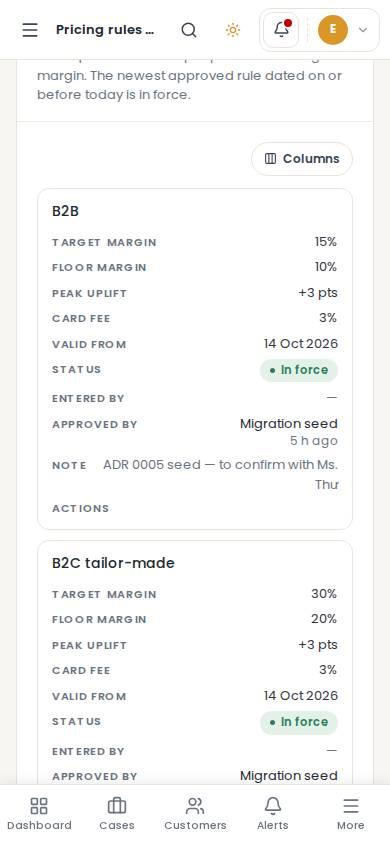 Pricing rules ...
E
margin. The newest approved rule dated on or
before today is in force.
Columns
B2B
TARGET MARGIN 15%
FLOOR MARGIN 10%
PEAK UPLIFT +3 pts
CARD FEE 3%
VALID FROM 14 Oct 2026
STATUS In force
ENTERED BY —
APPROVED BY Migration seed
5 h ago
NOTE ADR 0005 seed — to confirm with Ms.
Thu
ACTIONS
B2C tailor-made
TARGET MARGIN 30%
FLOOR MARGIN 20%
PEAK UPLIFT +3 pts
CARD FEE 3%
VALID FROM 14 Oct 2026
STATUS In force
ENTERED BY —
APPROVED BY Migration seed
Dashboard Cases Customers Alerts More